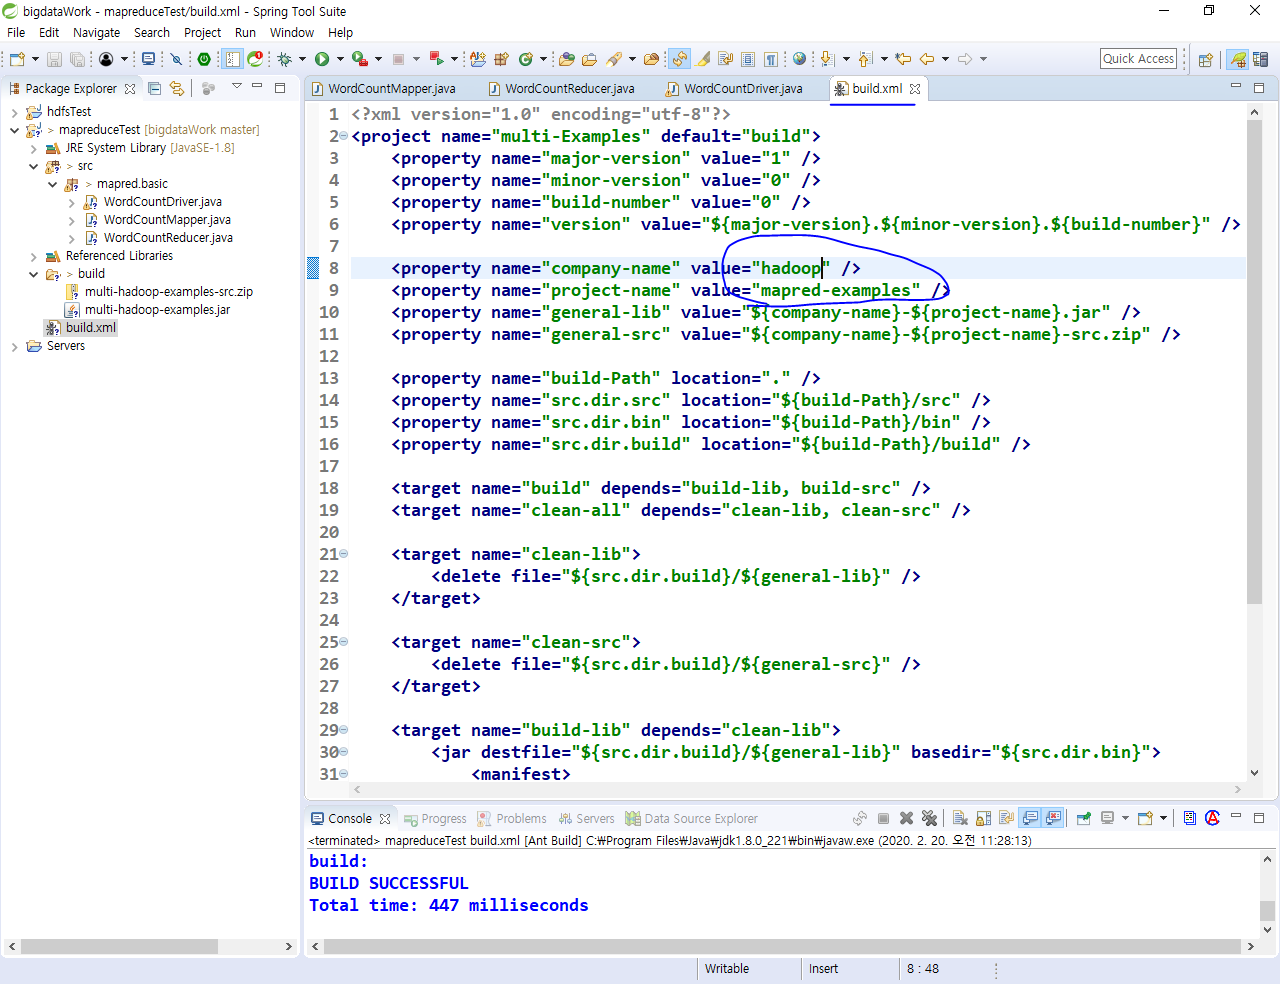 bigdataWork - mapreduceTest/build.xml - Spring Tool Suite
File Edit Navigate Search Project Run Window Help
Quick Access
Package Explorer
hdfsTest
> mapreduceTest [bigdataWork master]
JRE System Library [JavaSE-1.8]
> src
> mapred.basic
WordCountDriver.java
WordCountMapper.java
WordCountReducer.java
Referenced Libraries
> build
multi-hadoop-examples-src.zip
multi-hadoop-examples.jar
build.xml
Servers
WordCountMapper.java WordCountReducer.java WordCountDriver.java build.xml
1 <?xml version="1.0" encoding="utf-8"?>
2 <project name="multi-Examples" default="build">
3 <property name="major-version" value="1" />
4 <property name="minor-version" value="0" />
5 <property name="build-number" value="0" />
6 <property name="version" value="${major-version}.${minor-version}.${build-number}" />
7
8 <property name="company-name" value="hadoop" />
9 <property name="project-name" value="mapred-examples" />
10 <property name="general-lib" value="${company-name}-${project-name}.jar" />
11 <property name="general-src" value="${company-name}-${project-name}-src.zip" />
12
13 <property name="build-Path" location="." />
14 <property name="src.dir.src" location="${build-Path}/src" />
15 <property name="src.dir.bin" location="${build-Path}/bin" />
16 <property name="src.dir.build" location="${build-Path}/build" />
17
18 <target name="build" depends="build-lib, build-src" />
19 <target name="clean-all" depends="clean-lib, clean-src" />
20
21 <target name="clean-lib">
22 <delete file="${src.dir.build}/${general-lib}" />
23 </target>
24
25 <target name="clean-src">
26 <delete file="${src.dir.build}/${general-src}" />
27 </target>
28
29 <target name="build-lib" depends="clean-lib">
30 <jar destfile="${src.dir.build}/${general-lib}" basedir="${src.dir.bin}">
31 <manifest>
Console Progress Problems Servers Data Source Explorer
<terminated> mapreduceTest build.xml [Ant Build] C:₩Program Files₩Java₩jdk1.8.0_221₩bin₩javaw.exe (2020. 2. 20. 오전 11:28:13)
build:
BUILD SUCCESSFUL
Total time: 447 milliseconds
Writable Insert 8 : 48